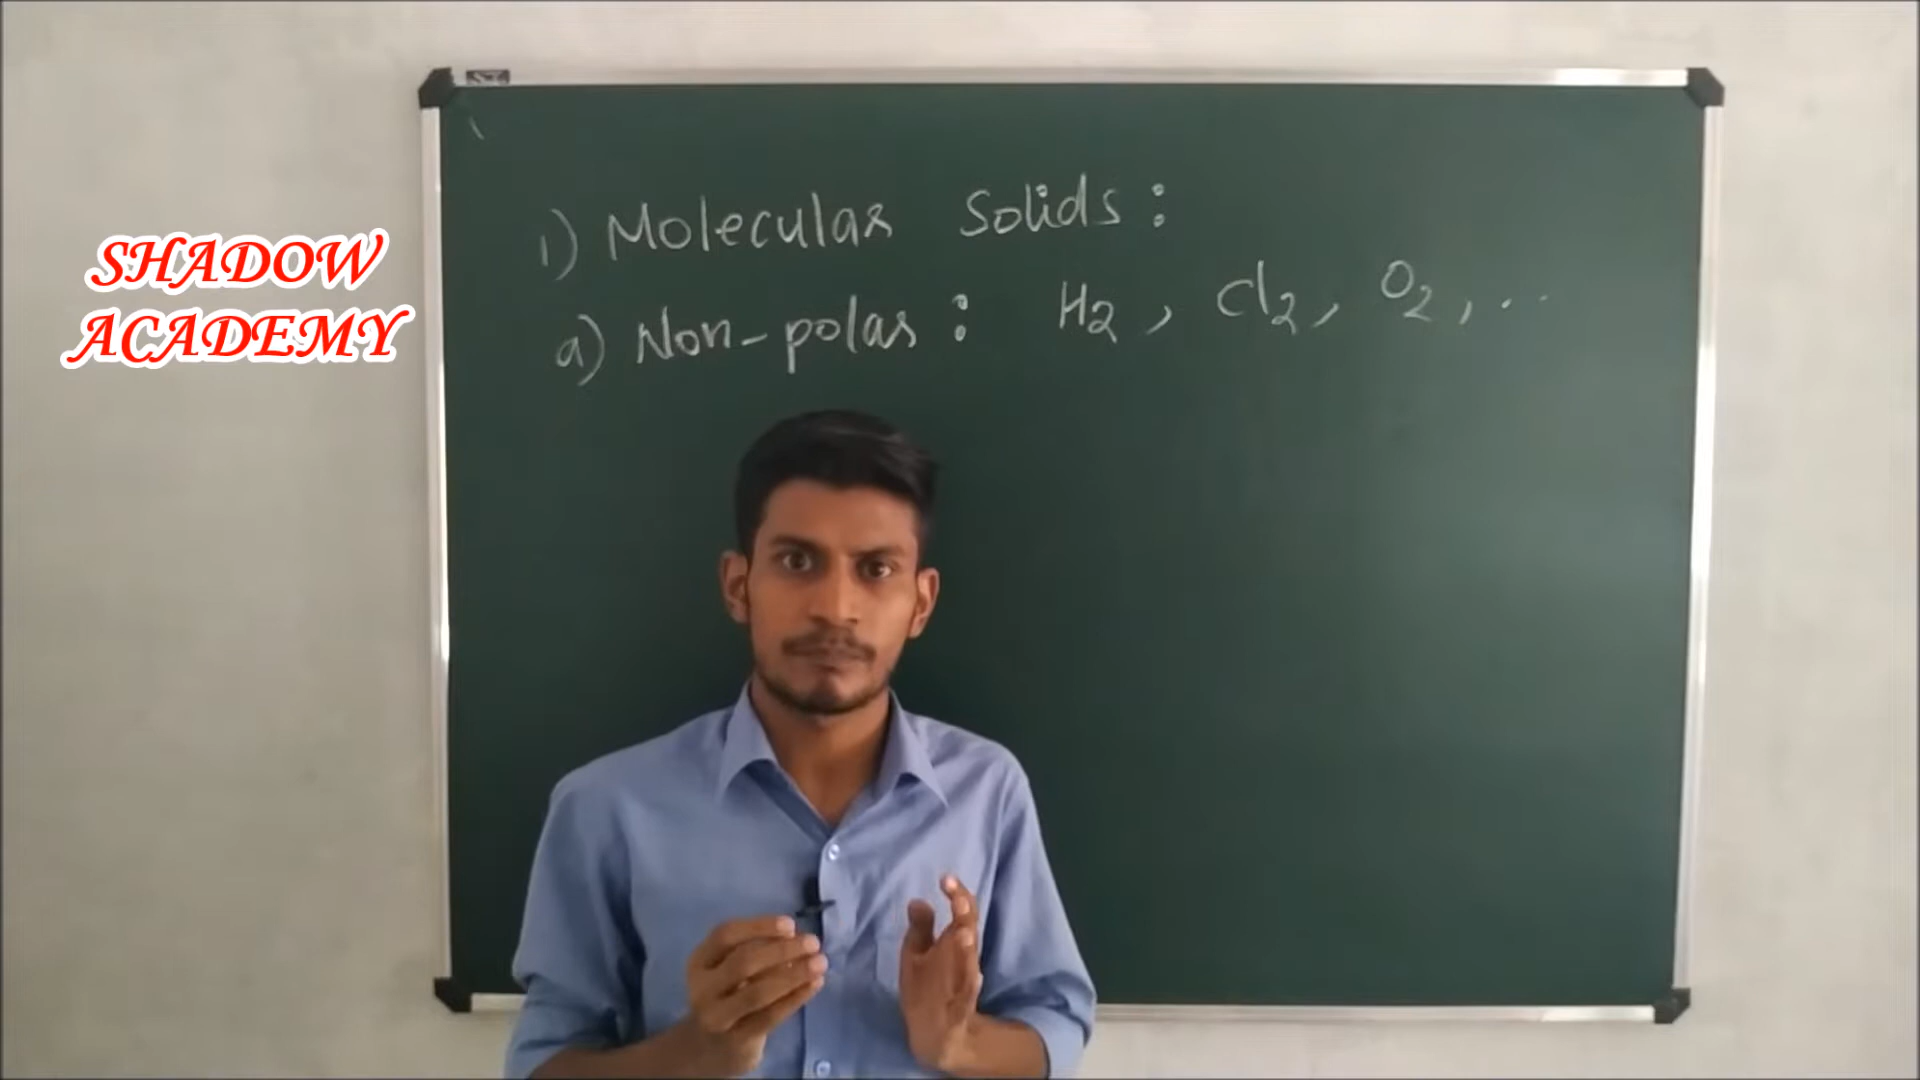 SHADOW
ACADEMY
1) Molecular Solids :
a) Non-polar : H2 , Cl2 , O2 , ...